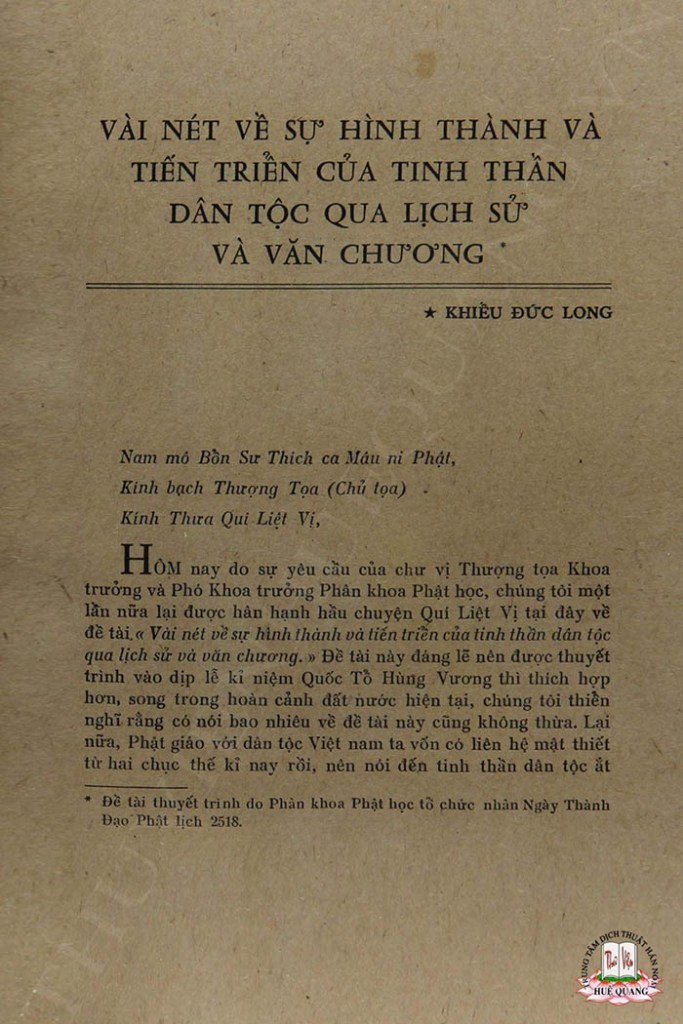 VÀI NÉT VỀ SỰ HÌNH THÀNH VÀ
TIẾN TRIỂN CỦA TINH THẦN
DÂN TỘC QUA LỊCH SỬ
VÀ VĂN CHƯƠNG *
★ KHIỀU ĐỨC LONG
Nam mô Bồn Sư Thích ca Mâu ni Phật,
Kinh bạch Thượng Tọa (Chủ tọa)
Kính Thưa Quí Liệt Vị,
HÔM nay do sự yêu cầu của chư vị Thượng tọa Khoa
trưởng và Phó Khoa trưởng Phân khoa Phật học, chúng tôi một
lần nữa lại được hân hạnh hầu chuyện Quí Liệt Vị tại đây về
đề tài « Vài nét về sự hình thành và tiến triển của tinh thần dân tộc
qua lịch sử và văn chương. » Đề tài này đáng lẽ nên được thuyết
trình vào dịp lễ kỉ niệm Quốc Tổ Hùng Vương thì thích hợp
hơn, song trong hoàn cảnh đất nước hiện tại, chúng tôi thiển
nghĩ rằng có nói bao nhiêu về đề tài này cũng không thừa. Lại
nữa, Phật giáo với dân tộc Việt nam ta vốn có liên hệ mật thiết
từ hai chục thế kỉ nay rồi, nên nói đến tinh thần dân tộc ắt
* Đề tài thuyết trình do Phân khoa Phật học tổ chức nhân Ngày Thành
Đạo Phật lịch 2518.
TRUNG TÂM DỊCH THUẬT HÁN NÔM
HUỆ QUANG